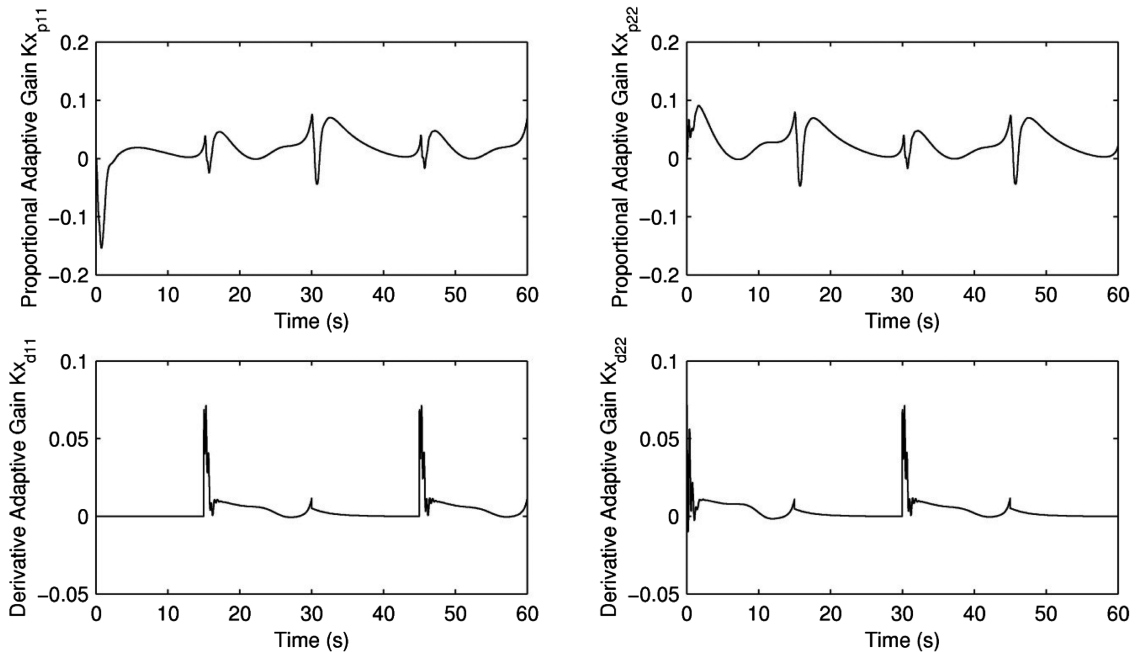 Proportional Adaptive Gain Kx_p11
0.2
0.1
0
−0.1
−0.2
0 10 20 30 40 50 60
Time (s)
Proportional Adaptive Gain Kx_p22
0.2
0.1
0
−0.1
−0.2
0 10 20 30 40 50 60
Time (s)
Derivative Adaptive Gain Kx_d11
0.1
0.05
0
−0.05
0 10 20 30 40 50 60
Time (s)
Derivative Adaptive Gain Kx_d22
0.1
0.05
0
−0.05
0 10 20 30 40 50 60
Time (s)